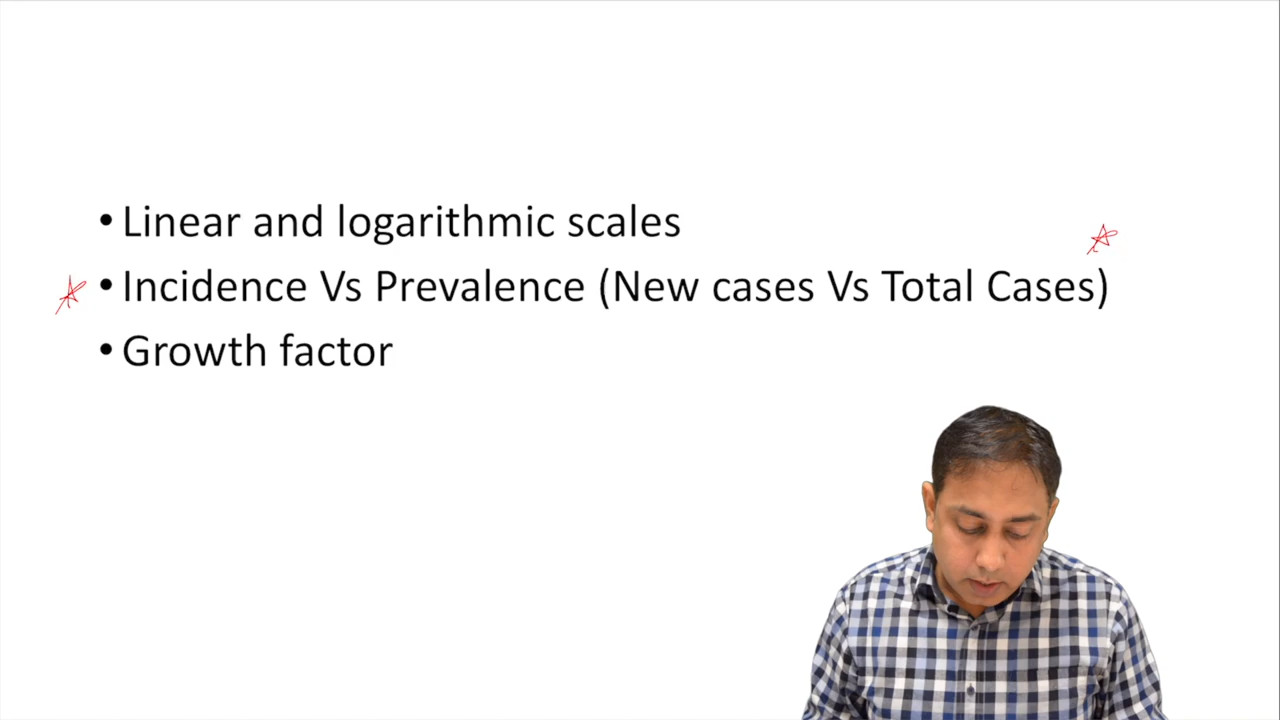 • Linear and logarithmic scales
• Incidence Vs Prevalence (New cases Vs Total Cases)
• Growth factor